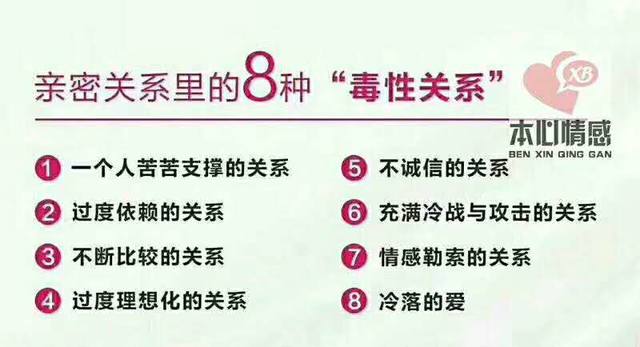 亲密关系里的8种“毒性关系”
XB
本心情感
BEN XIN QING GAN
1 一个人苦苦支撑的关系
2 过度依赖的关系
3 不断比较的关系
4 过度理想化的关系
5 不诚信的关系
6 充满冷战与攻击的关系
7 情感勒索的关系
8 冷落的爱